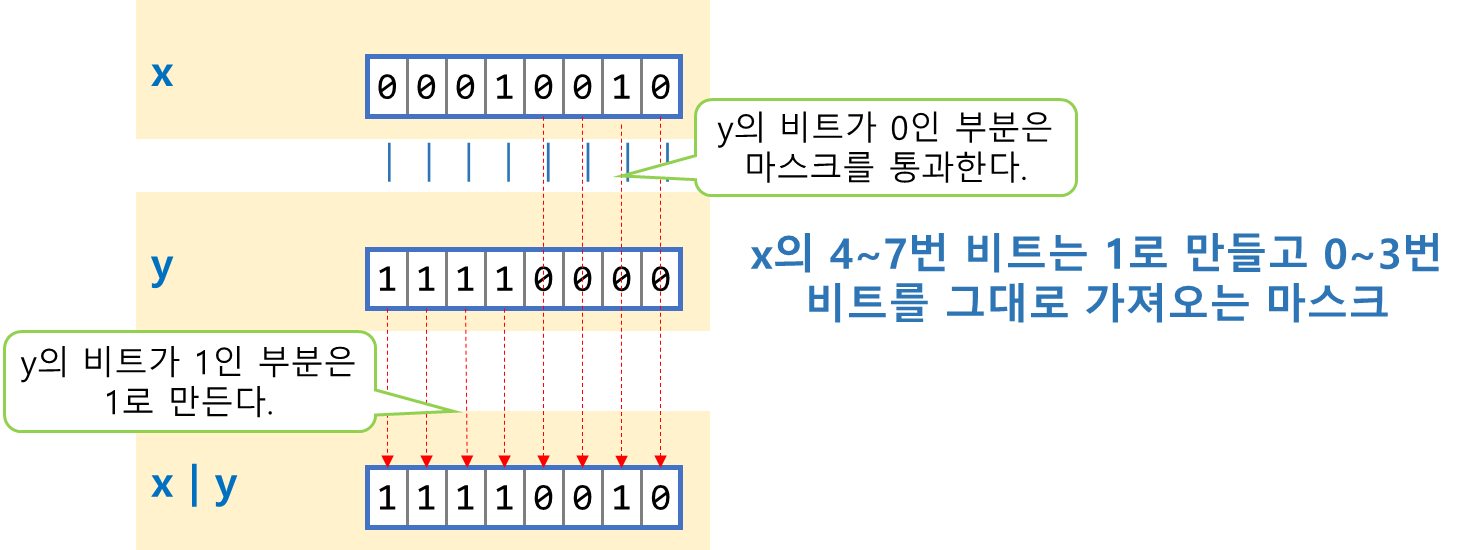 x
0 0 0 1 0 0 1 0
y의 비트가 0인 부분은
마스크를 통과한다.
| | | | | | | |
y
1 1 1 1 0 0 0 0
x의 4~7번 비트는 1로 만들고 0~3번
비트를 그대로 가져오는 마스크
y의 비트가 1인 부분은
1로 만든다.
x | y
1 1 1 1 0 0 1 0